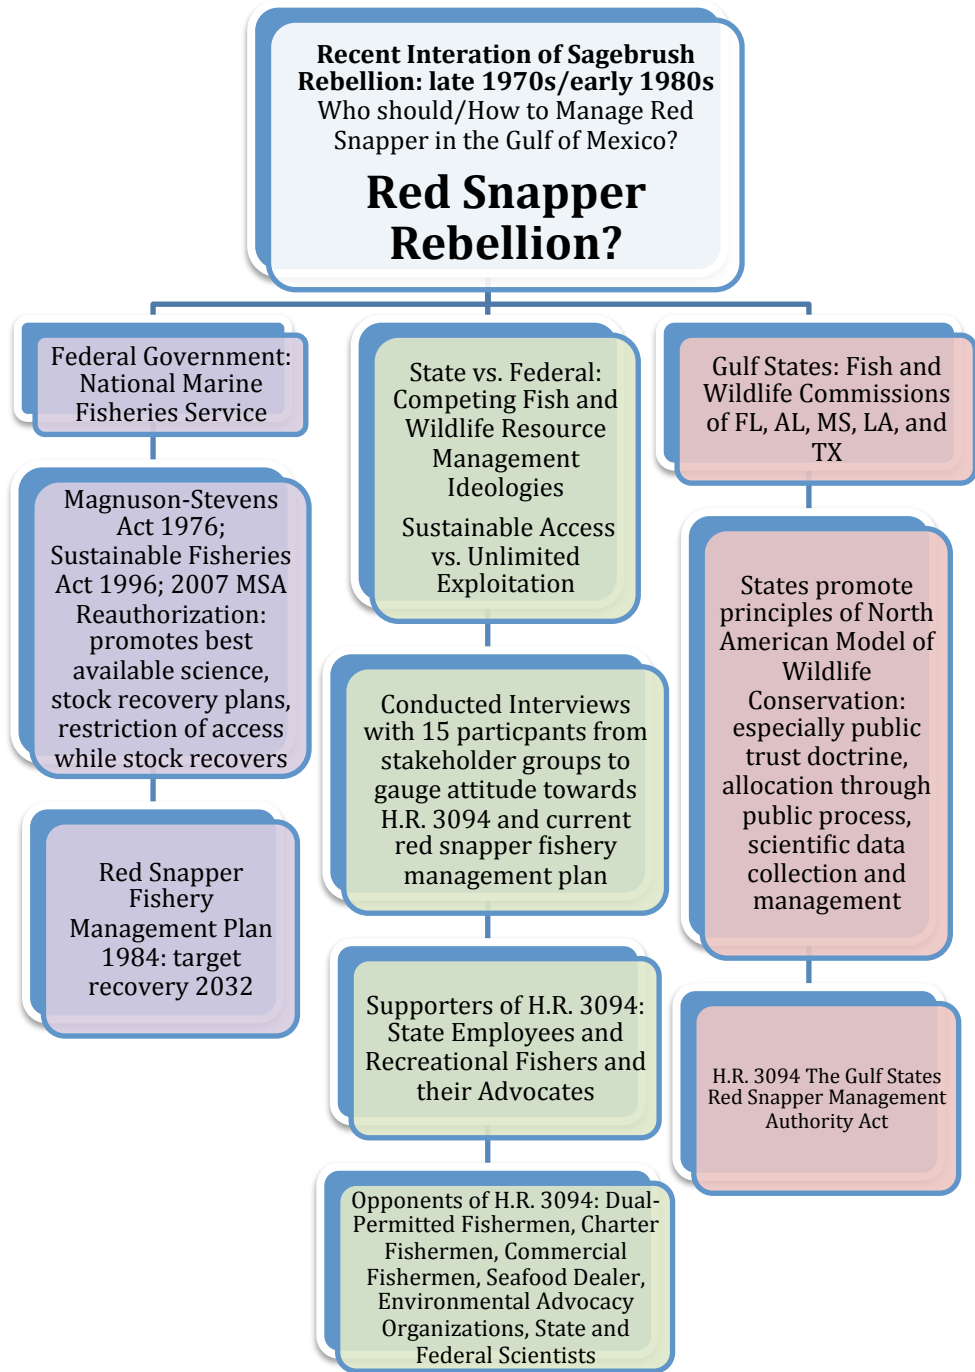 Recent Interation of Sagebrush
Rebellion: late 1970s/early 1980s
Who should/How to Manage Red
Snapper in the Gulf of Mexico?
Red Snapper
Rebellion?
Federal Government:
National Marine
Fisheries Service
Magnuson-Stevens
Act 1976;
Sustainable Fisheries
Act 1996; 2007 MSA
Reauthorization:
promotes best
available science,
stock recovery plans,
restriction of access
while stock recovers
Red Snapper
Fishery
Management Plan
1984: target
recovery 2032
State vs. Federal:
Competing Fish and
Wildlife Resource
Management
Ideologies
Sustainable Access
vs. Unlimited
Exploitation
Conducted Interviews
with 15 particpants from
stakeholder groups to
gauge attitude towards
H.R. 3094 and current
red snapper fishery
management plan
Supporters of H.R. 3094:
State Employees and
Recreational Fishers and
their Advocates
Opponents of H.R. 3094: Dual-
Permitted Fishermen, Charter
Fishermen, Commercial
Fishermen, Seafood Dealer,
Environmental Advocacy
Organizations, State and
Federal Scientists
Gulf States: Fish and
Wildlife Commissions
of FL, AL, MS, LA, and
TX
States promote
principles of North
American Model of
Wildlife
Conservation:
especially public
trust doctrine,
allocation through
public process,
scientific data
collection and
management
H.R. 3094 The Gulf States
Red Snapper Management
Authority Act